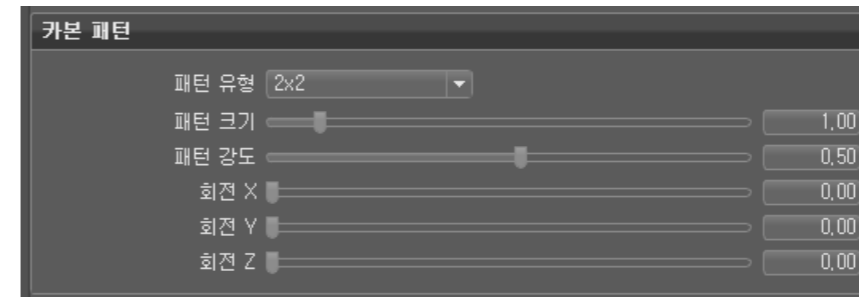 카본 패턴
패턴 유형 2x2
패턴 크기 1,00
패턴 강도 0,50
회전 X 0,00
회전 Y 0,00
회전 Z 0,00